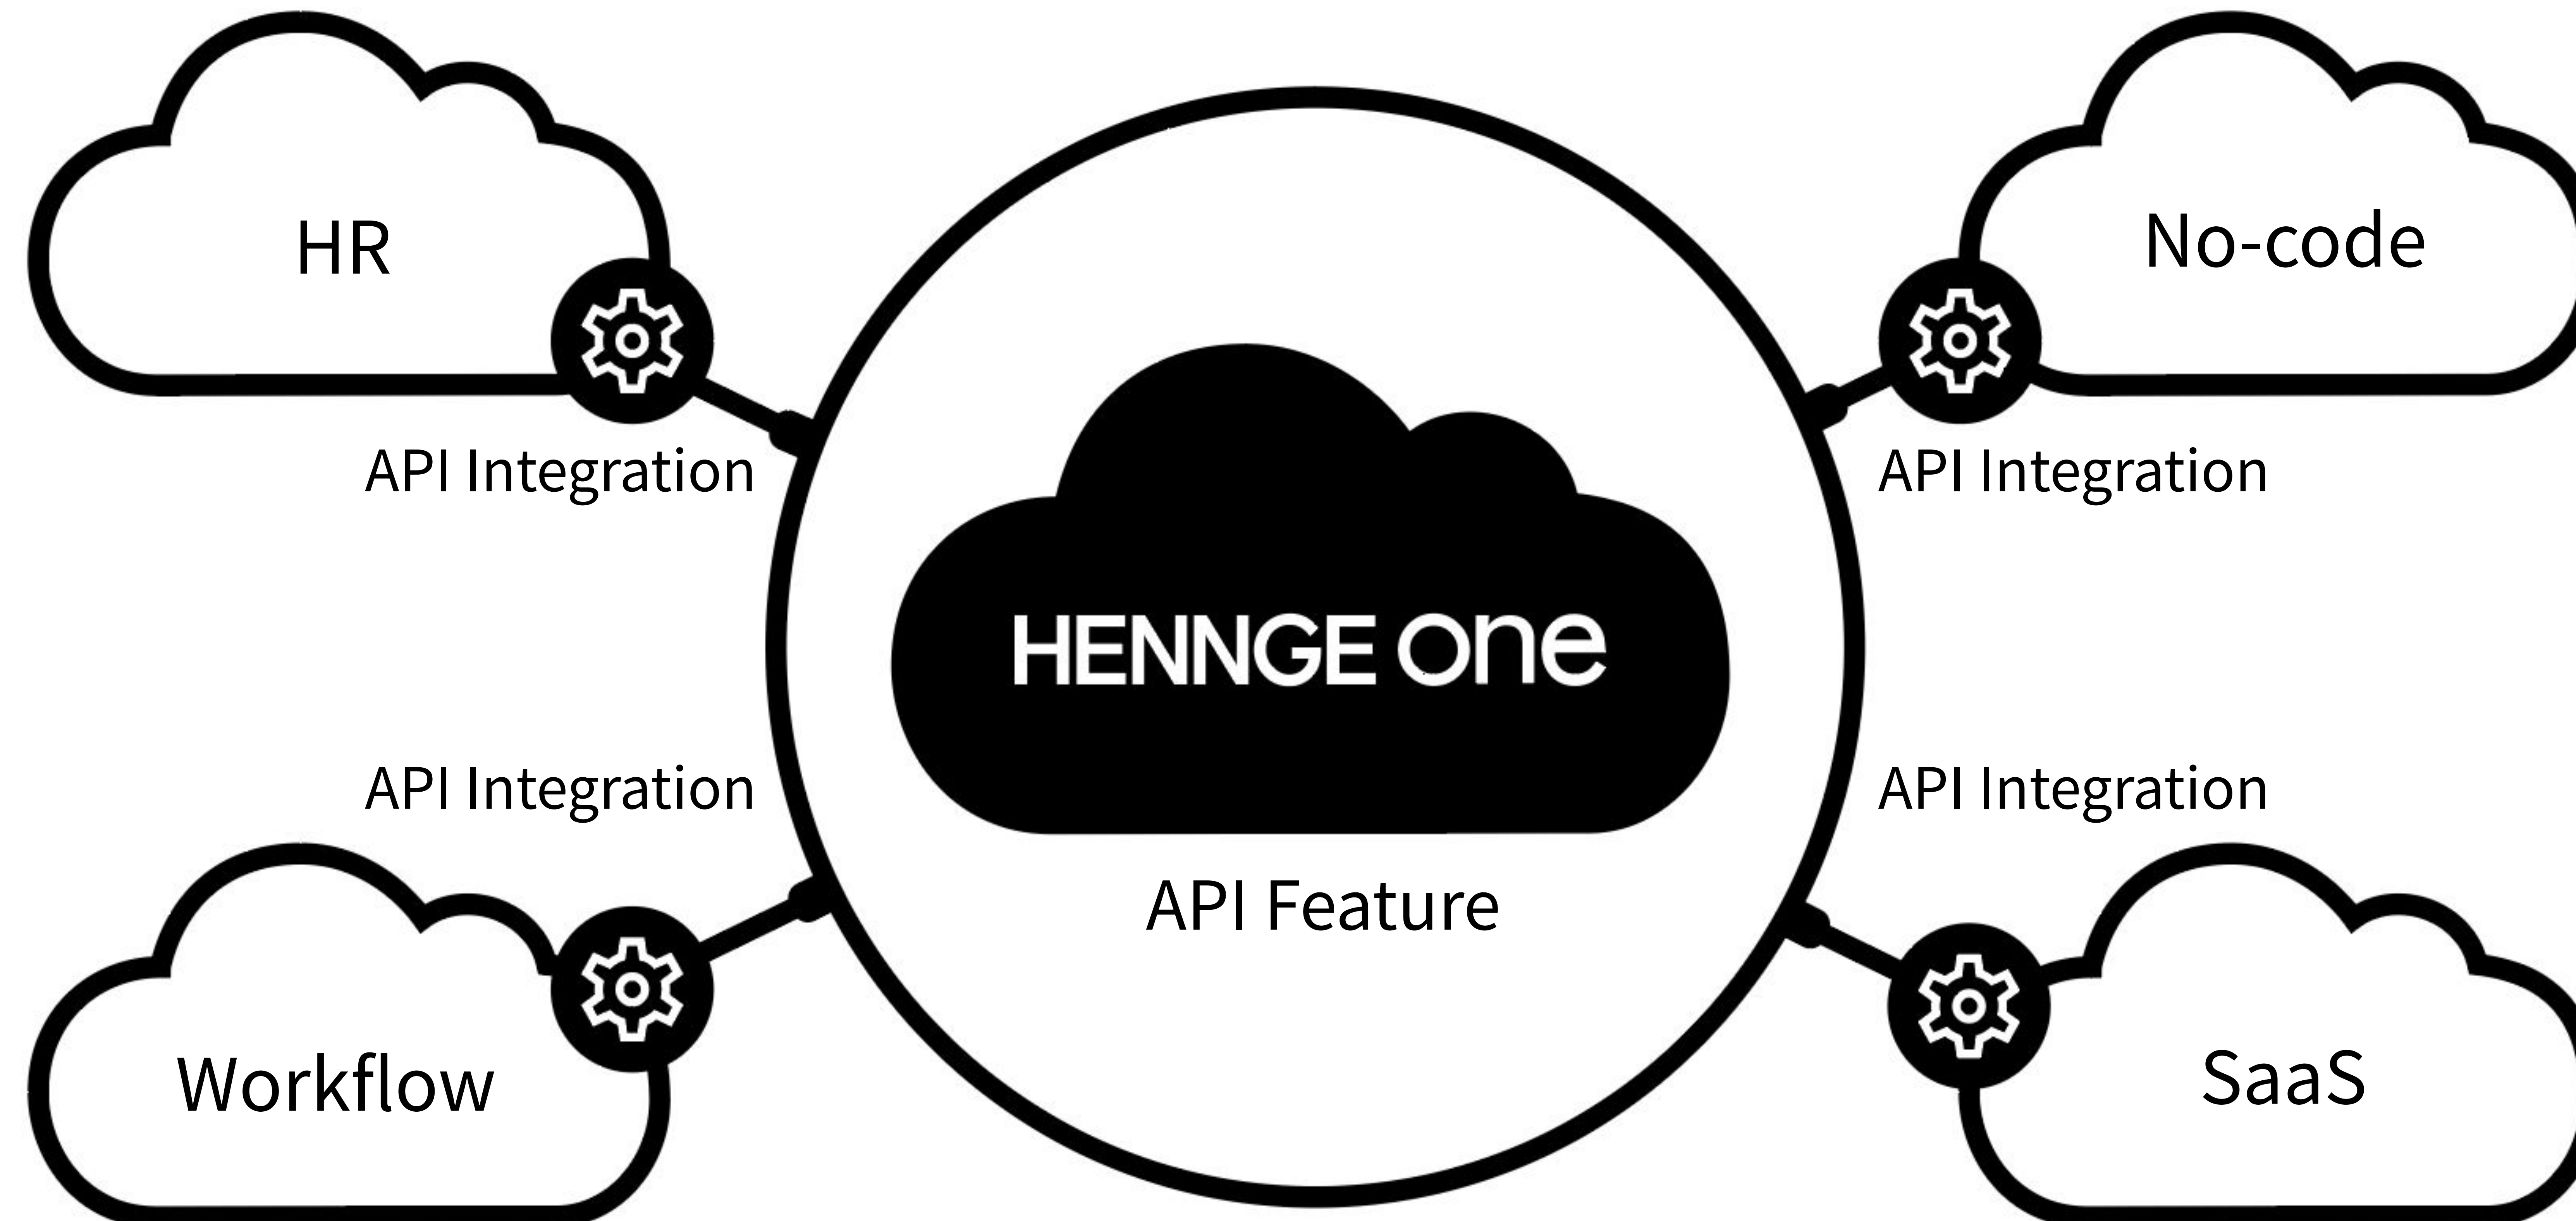 HR
No-code
API Integration
API Integration
HENNGE one
API Integration
API Integration
API Feature
Workflow
SaaS